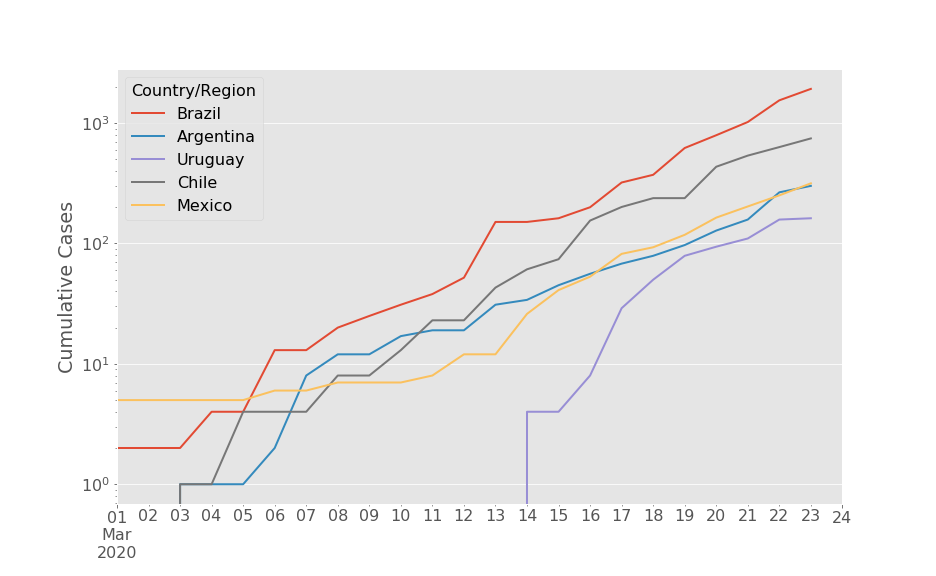 Country/Region
Brazil
Argentina
Uruguay
Chile
Mexico
Cumulative Cases
10³
10²
10¹
10⁰
01 02 03 04 05 06 07 08 09 10 11 12 13 14 15 16 17 18 19 20 21 22 23 24
Mar
2020